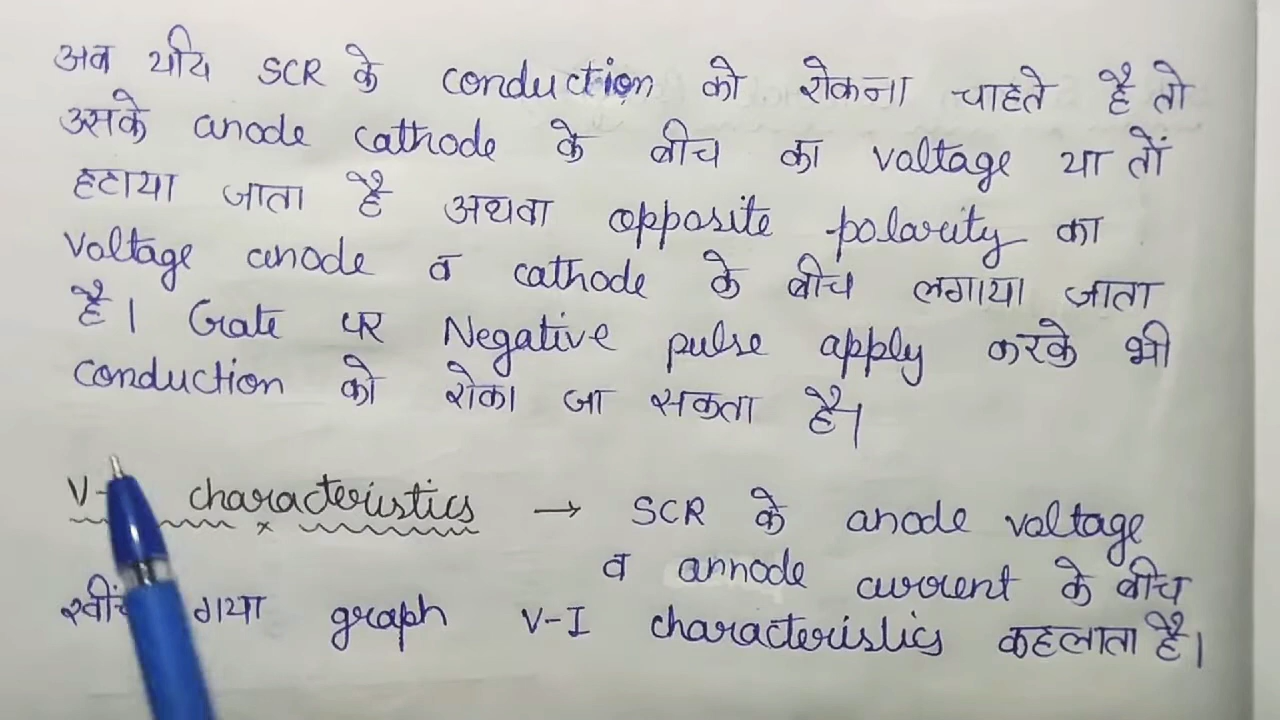 अब यदि SCR के conduction को रोकना चाहते है तो
उसके anode cathode के बीच का voltage या तों
हटाया जाता है अथवा opposite polarity का
voltage anode व cathode के बीच लगाया जाता
है। Gate पर Negative pulse apply करके भी
conduction को रोका जा सकता है।
V- characteristics → SCR के anode voltage
व annode current के बीच
गया graph V-I characteristics कहलाता है।